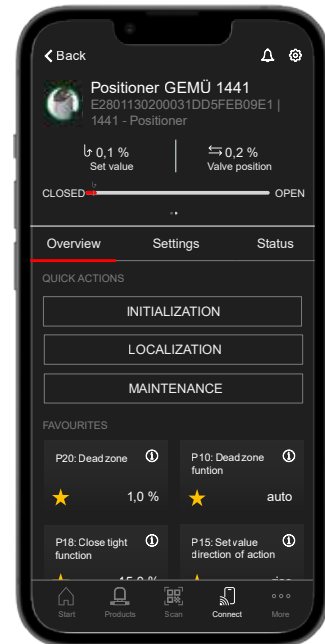 Back
Positioner GEMÜ 1441
E2801130200031DD5FEB09E1 |
1441 - Positioner
0,1 %
Set value
0,2 %
Valve position
CLOSED
OPEN
Overview
Settings
Status
QUICK ACTIONS
INITIALIZATION
LOCALIZATION
MAINTENANCE
FAVOURITES
P20: Dead zone
1,0 %
P10: Dead zone
funtion
auto
P18: Close tight
function
P15: Set value
direction of action
Start
Products
Scan
Connect
More